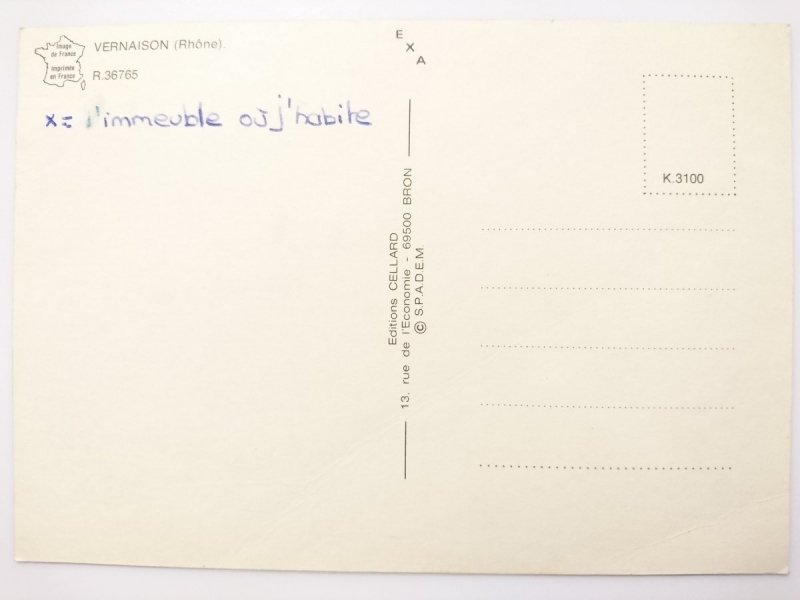 Image
de France
Imprimée
en France
VERNAISON (Rhône).
R.36765
x = l'immeuble où j'habite
E
X
A
Editions CELLARD
13, rue de l'Economie - 69500 BRON
© S.P.A.D.E.M.
K.3100